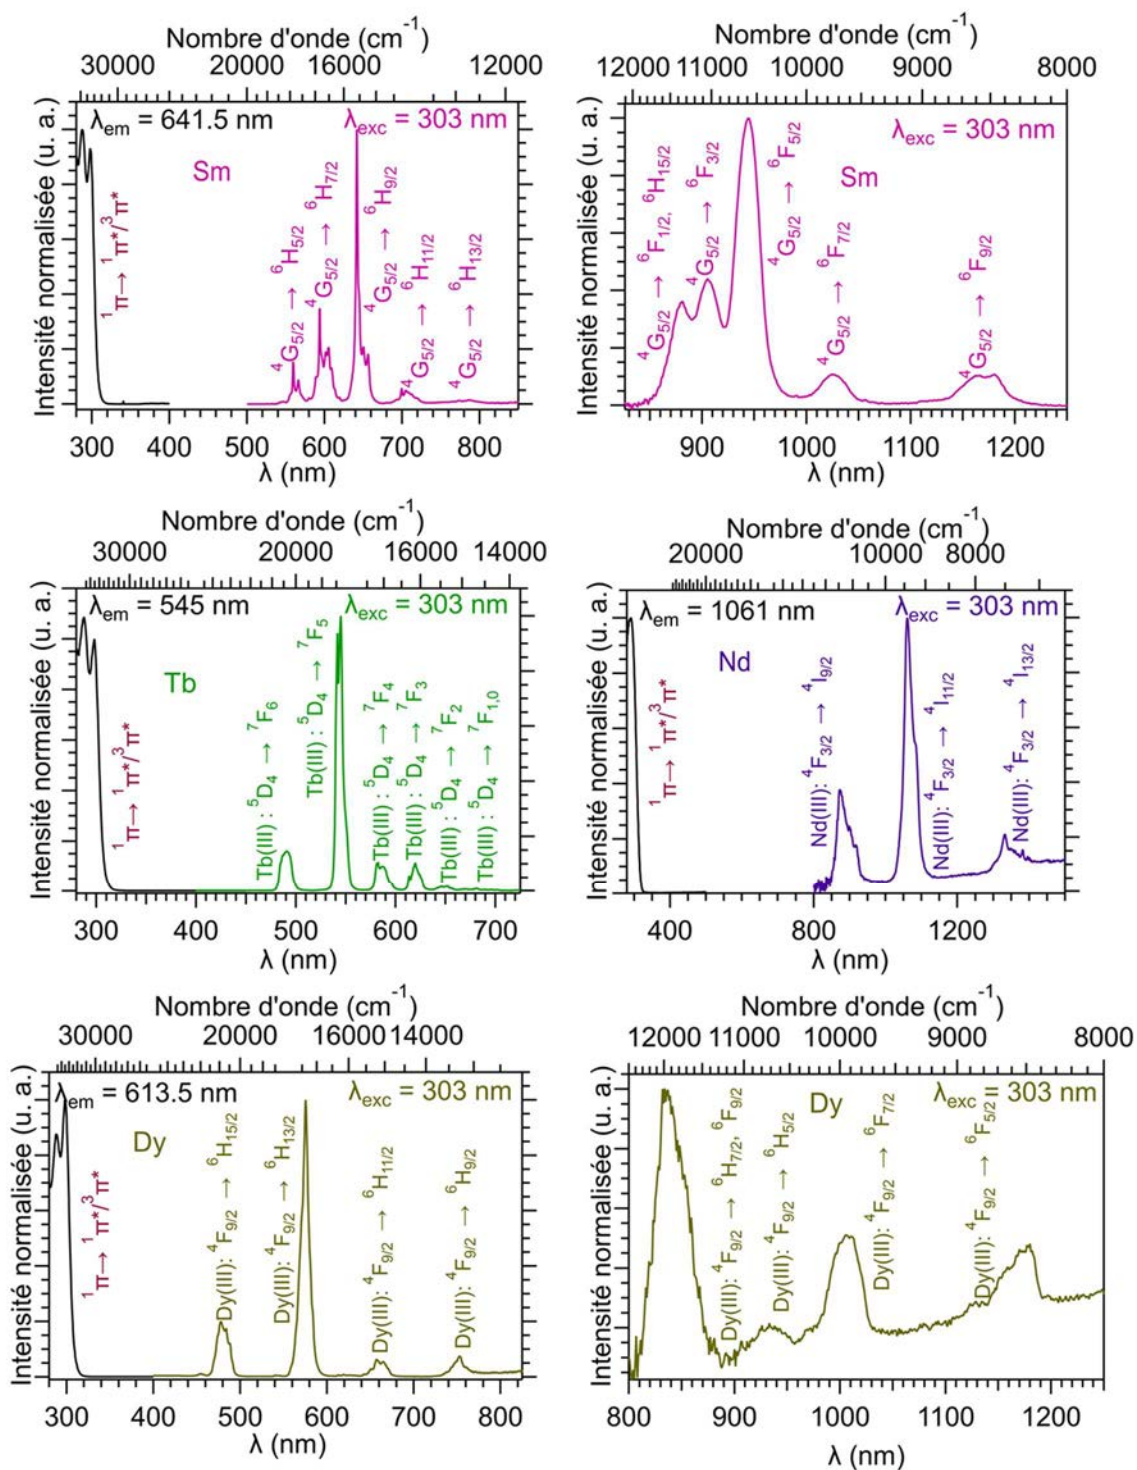 Nombre d'onde (cm⁻¹)
30000 20000 16000 12000
Intensité normalisée (u. a.)
λem = 641.5 nm
λexc = 303 nm
Sm
¹π→ ¹π*/³π*
⁴G5/2 → ⁶H5/2
⁴G5/2 → ⁶H7/2
⁴G5/2 → ⁶H9/2
⁴G5/2 → ⁶H11/2
⁴G5/2 → ⁶H13/2
300 400 500 600 700 800
λ (nm)
Nombre d'onde (cm⁻¹)
12000 11000 10000 9000 8000
Intensité normalisée (u. a.)
λexc = 303 nm
Sm
⁴G5/2 → ⁶F1/2, ⁶H15/2
⁴G5/2 → ⁶F3/2
⁴G5/2 → ⁶F5/2
⁴G5/2 → ⁶F7/2
⁴G5/2 → ⁶F9/2
900 1000 1100 1200
λ (nm)
Nombre d'onde (cm⁻¹)
30000 20000 16000 14000
Intensité normalisée (u. a.)
λem = 545 nm
λexc = 303 nm
Tb
¹π→ ¹π*/³π*
Tb(III) : ⁵D4 → ⁷F6
Tb(III) : ⁵D4 → ⁷F5
Tb(III) : ⁵D4 → ⁷F4
Tb(III) : ⁵D4 → ⁷F3
Tb(III) : ⁵D4 → ⁷F2
Tb(III) : ⁵D4 → ⁷F1,0
300 400 500 600 700
λ (nm)
Nombre d'onde (cm⁻¹)
20000 10000 8000
Intensité normalisée (u. a.)
λem = 1061 nm
λexc = 303 nm
Nd
¹π→ ¹π*/³π*
Nd(III): ⁴F3/2 → ⁴I9/2
Nd(III): ⁴F3/2 → ⁴I11/2
Nd(III): ⁴F3/2 → ⁴I13/2
400 800 1200
λ (nm)
Nombre d'onde (cm⁻¹)
30000 20000 14000
Intensité normalisée (u. a.)
λem = 613.5 nm
λexc = 303 nm
Dy
¹π→ ¹π*/³π*
Dy(III): ⁴F9/2 → ⁶H15/2
Dy(III): ⁴F9/2 → ⁶H13/2
Dy(III): ⁴F9/2 → ⁶H11/2
Dy(III): ⁴F9/2 → ⁶H9/2
300 400 500 600 700 800
λ (nm)
Nombre d'onde (cm⁻¹)
12000 11000 10000 9000 8000
Intensité normalisée (u. a.)
λexc = 303 nm
Dy
Dy(III): ⁴F9/2 → ⁶H7/2, ⁶F9/2
Dy(III): ⁴F9/2 → ⁶H5/2
Dy(III): ⁴F9/2 → ⁶F7/2
Dy(III): ⁴F9/2 → ⁶F5/2
800 900 1000 1100 1200
λ (nm)